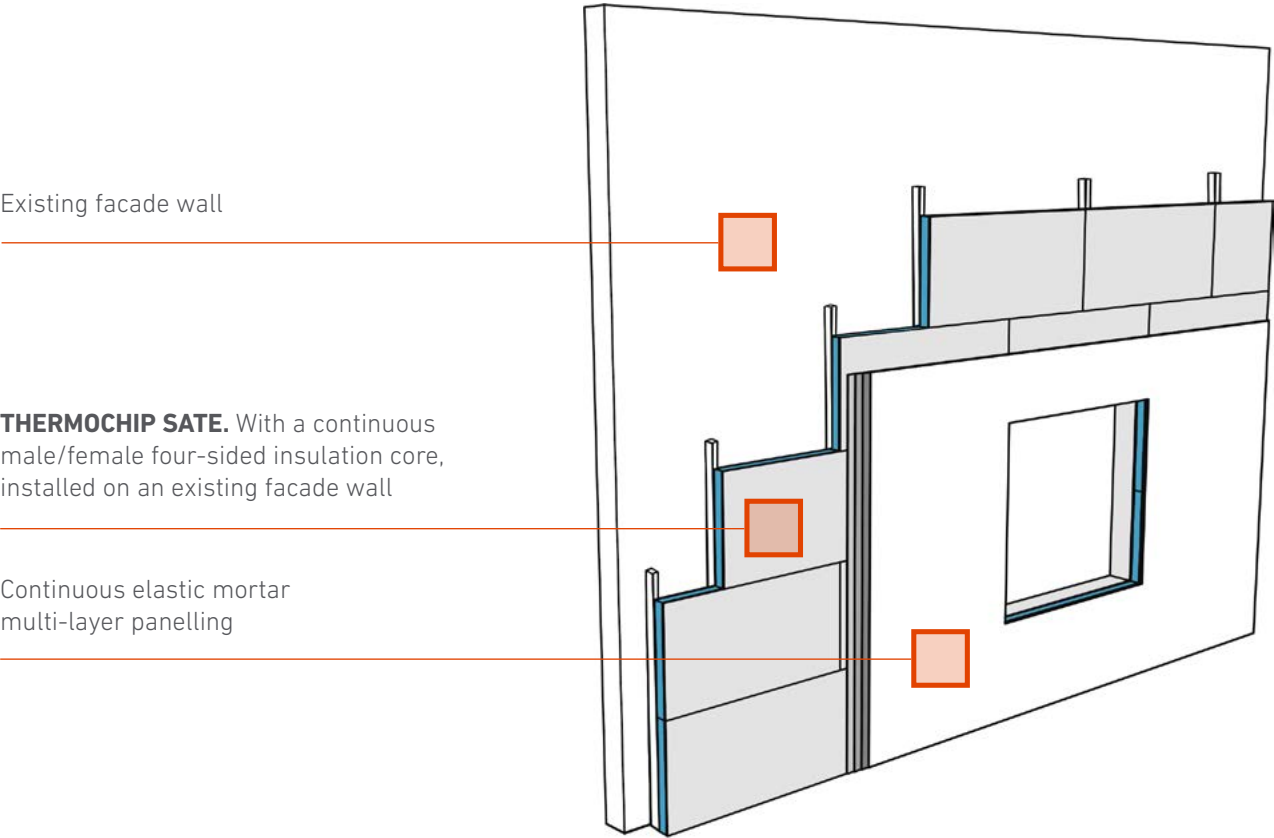 Existing facade wall
THERMOCHIP SATE. With a continuous
male/female four-sided insulation core,
installed on an existing facade wall
Continuous elastic mortar
multi-layer panelling